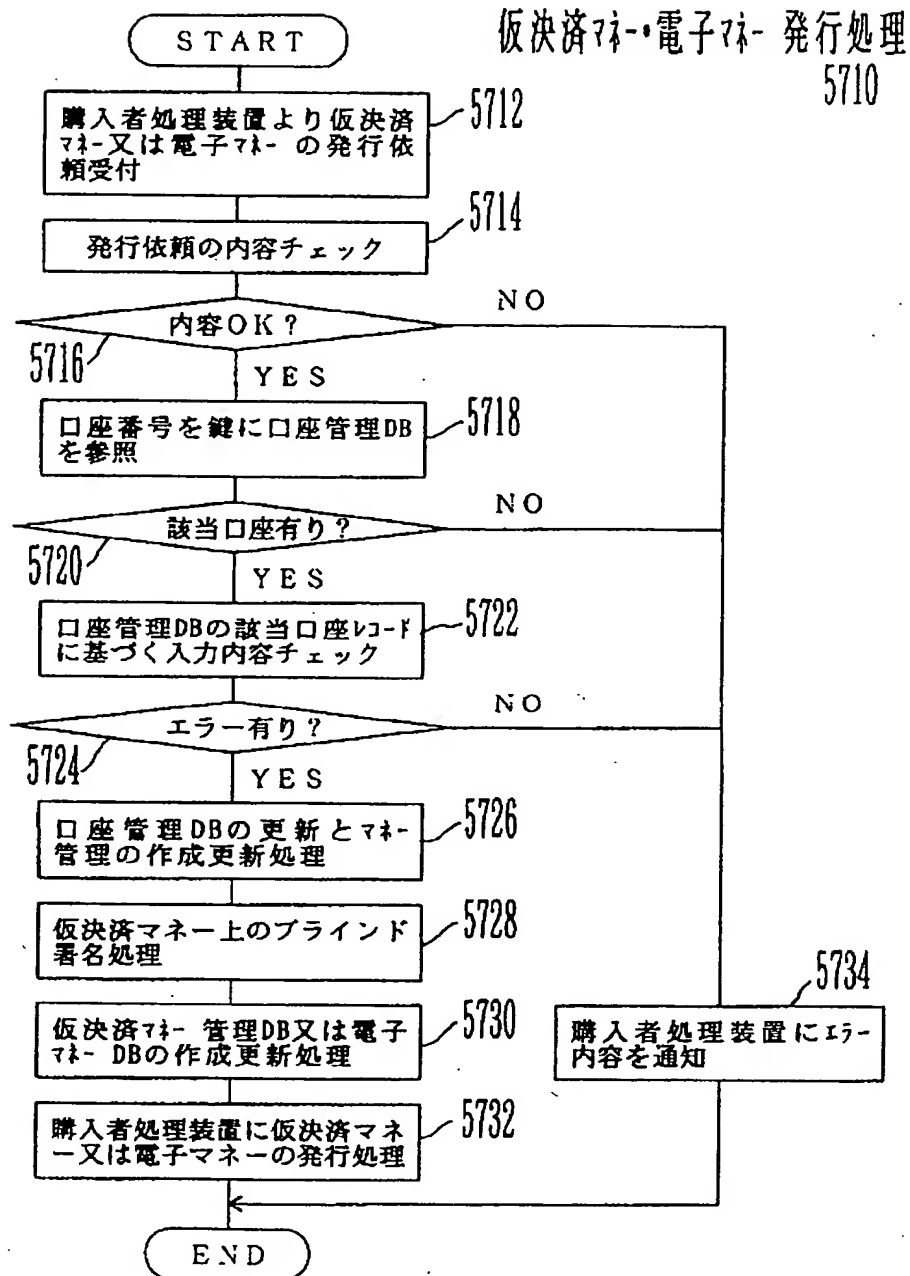 仮決済ﾏﾈｰ・電子ﾏﾈｰ 発行処理
5710
START
購入者処理装置より仮決済
ﾏﾈｰ又は電子ﾏﾈｰ の発行依
頼受付
5712
発行依頼の内容チェック
5714
内容OK?
NO
5716
YES
口座番号を鍵に口座管理DB
を参照
5718
該当口座有り?
NO
5720
YES
口座管理DBの該当口座ﾚｺｰﾄﾞ
に基づく入力内容チェック
5722
エラー有り?
NO
5724
YES
口座管理DBの更新とﾏﾈｰ
管理の作成更新処理
5726
仮決済マネー上のブラインド
署名処理
5728
仮決済ﾏﾈｰ 管理DB又は電子
ﾏﾈｰ DBの作成更新処理
5730
購入者処理装置にｴﾗｰ
内容を通知
5734
購入者処理装置に仮決済マネ
ー又は電子マネーの発行処理
5732
END